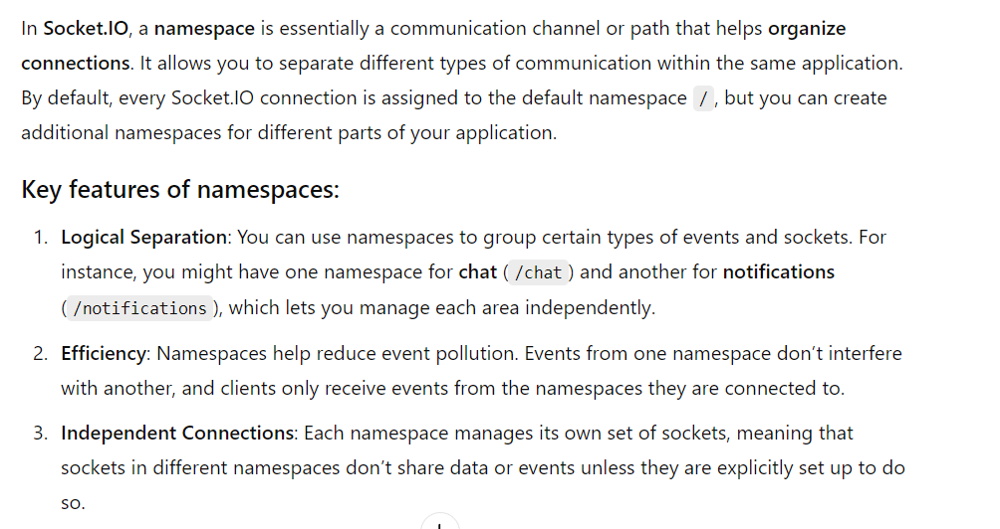 In Socket.IO, a namespace is essentially a communication channel or path that helps organize
connections. It allows you to separate different types of communication within the same application.
By default, every Socket.IO connection is assigned to the default namespace /, but you can create
additional namespaces for different parts of your application.
Key features of namespaces:
1. Logical Separation: You can use namespaces to group certain types of events and sockets. For
instance, you might have one namespace for chat ( /chat ) and another for notifications
( /notifications ), which lets you manage each area independently.
2. Efficiency: Namespaces help reduce event pollution. Events from one namespace don't interfere
with another, and clients only receive events from the namespaces they are connected to.
3. Independent Connections: Each namespace manages its own set of sockets, meaning that
sockets in different namespaces don't share data or events unless they are explicitly set up to do
so.